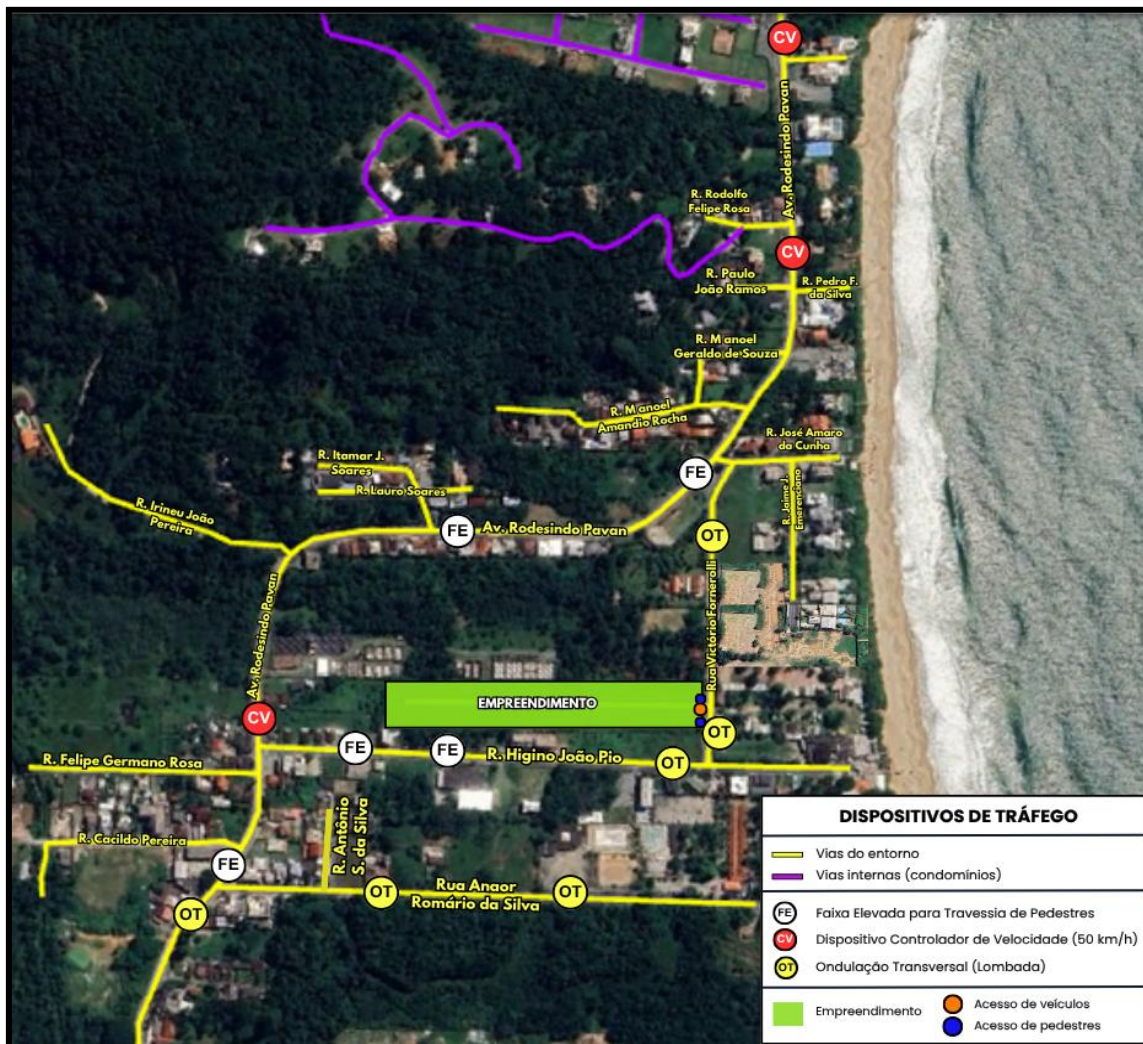 CV
Av. Rodesindo Pavan
R. Rodolfo
Felipe Rosa
CV
R. Paulo
João Ramos
R. Pedro F.
da Silva
R. Manoel
Geraldo de Souza
R. Manoel
Amandio Rocha
R. José Amaro
da Cunha
R. Itamar J.
Soares
FE
R. Lauro Soares
R. Jaime J.
Emerenciano
R. Irineu João
Pereira
FE
Av. Rodesindo Pavan
OT
Av. Rodesindo Pavan
Rua Victório Fornerolli
EMPREENDIMENTO
CV
OT
FE
FE
R. Higino João Pio
OT
R. Felipe Germano Rosa
R. Antônio
S. da Silva
R. Cacildo Pereira
FE
OT
Rua Anaor
Romário da Silva
OT
OT
DISPOSITIVOS DE TRÁFEGO
Vias do entorno
Vias internas (condomínios)
FE Faixa Elevada para Travessia de Pedestres
CV Dispositivo Controlador de Velocidade (50 km/h)
OT Ondulação Transversal (Lombada)
Empreendimento
Acesso de veículos
Acesso de pedestres